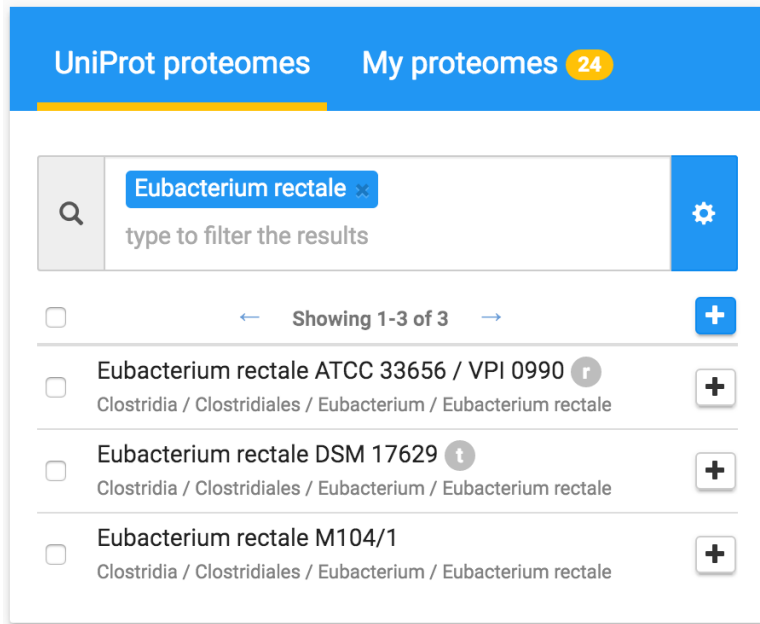 UniProt proteomes My proteomes 24
Eubacterium rectale ×
type to filter the results
← Showing 1-3 of 3 →
Eubacterium rectale ATCC 33656 / VPI 0990 r
Clostridia / Clostridiales / Eubacterium / Eubacterium rectale
Eubacterium rectale DSM 17629 t
Clostridia / Clostridiales / Eubacterium / Eubacterium rectale
Eubacterium rectale M104/1
Clostridia / Clostridiales / Eubacterium / Eubacterium rectale